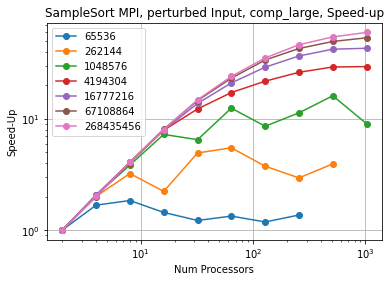 SampleSort MPI, perturbed Input, comp_large, Speed-up
65536
262144
1048576
4194304
16777216
67108864
268435456
Speed-Up
10¹
10⁰
10¹ 10² 10³
Num Processors